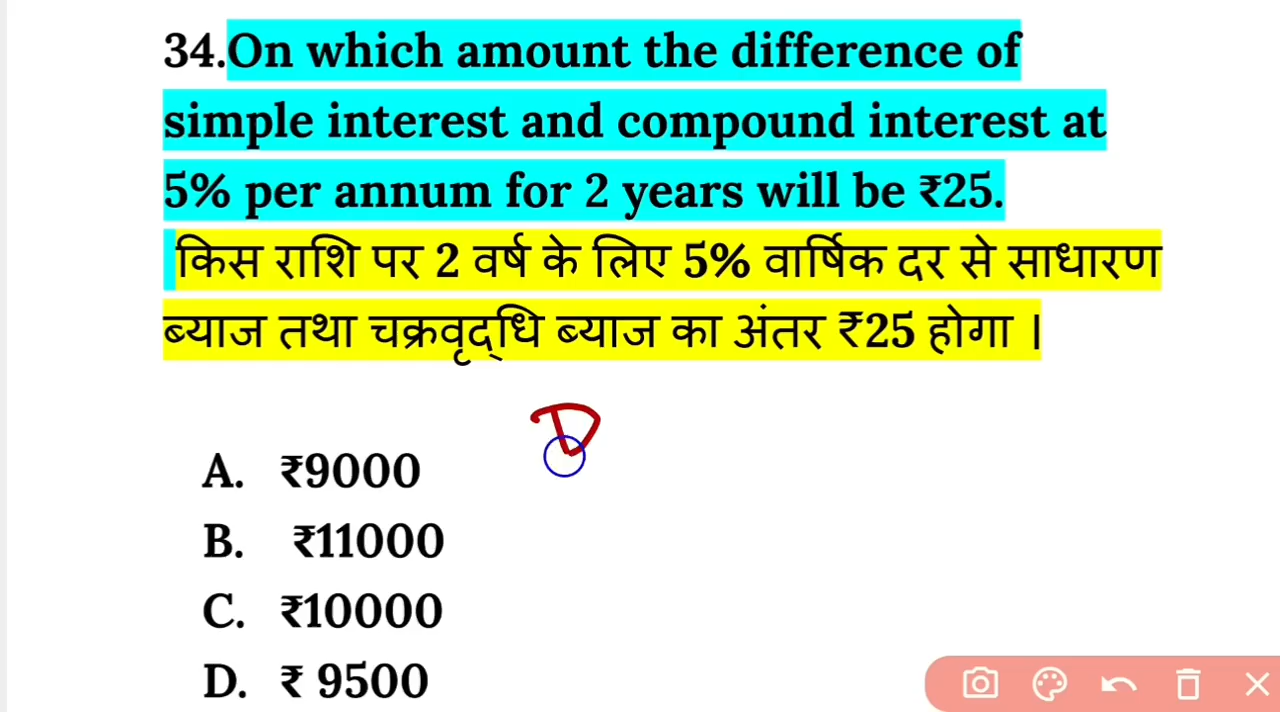 34.On which amount the difference of
simple interest and compound interest at
5% per annum for 2 years will be ₹25.
किस राशि पर 2 वर्ष के लिए 5% वार्षिक दर से साधारण
ब्याज तथा चक्रवृद्धि ब्याज का अंतर ₹25 होगा ।
D
A. ₹9000
B. ₹11000
C. ₹10000
D. ₹ 9500